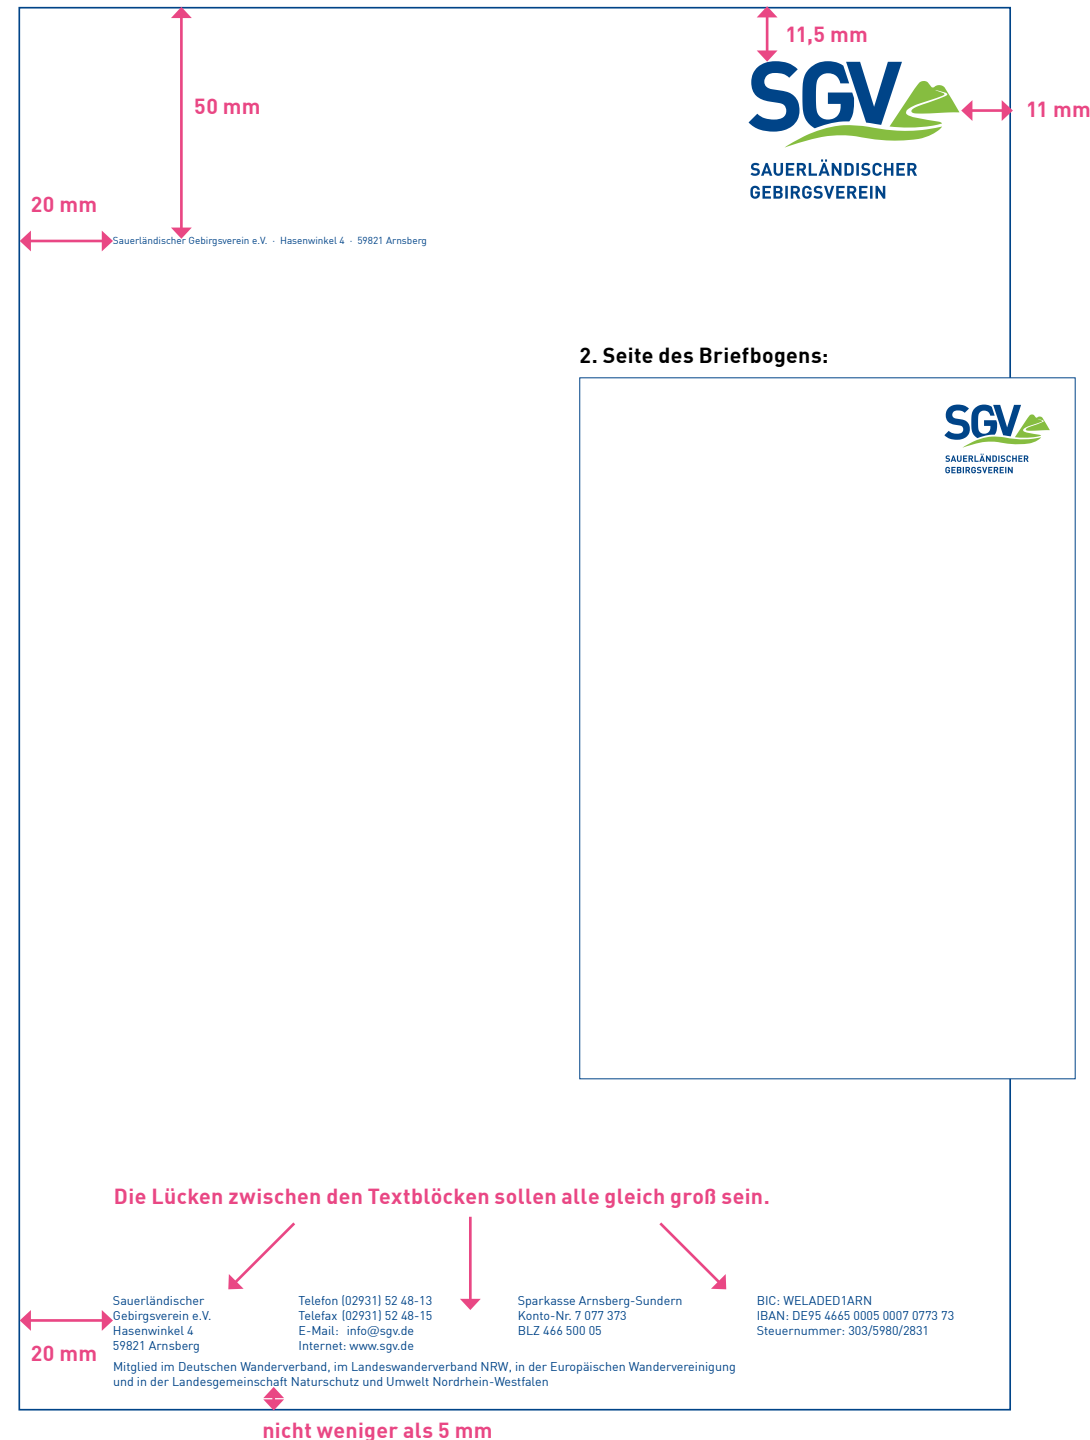 11,5 mm
50 mm
SGV
11 mm
SAUERLÄNDISCHER
GEBIRGSVEREIN
20 mm
Sauerländischer Gebirgsverein e.V. · Hasenwinkel 4 · 59821 Arnsberg
2. Seite des Briefbogens:
SGV
SAUERLÄNDISCHER
GEBIRGSVEREIN
Die Lücken zwischen den Textblöcken sollen alle gleich groß sein.
Sauerländischer
Gebirgsverein e.V.
Hasenwinkel 4
59821 Arnsberg
Telefon (02931) 52 48-13
Telefax (02931) 52 48-15
E-Mail: info@sgv.de
Internet: www.sgv.de
Sparkasse Arnsberg-Sundern
Konto-Nr. 7 077 373
BLZ 466 500 05
BIC: WELADED1ARN
IBAN: DE95 4665 0005 0007 0773 73
Steuernummer: 303/5980/2831
20 mm
Mitglied im Deutschen Wanderverband, im Landeswanderverband NRW, in der Europäischen Wandervereinigung
und in der Landesgemeinschaft Naturschutz und Umwelt Nordrhein-Westfalen
nicht weniger als 5 mm